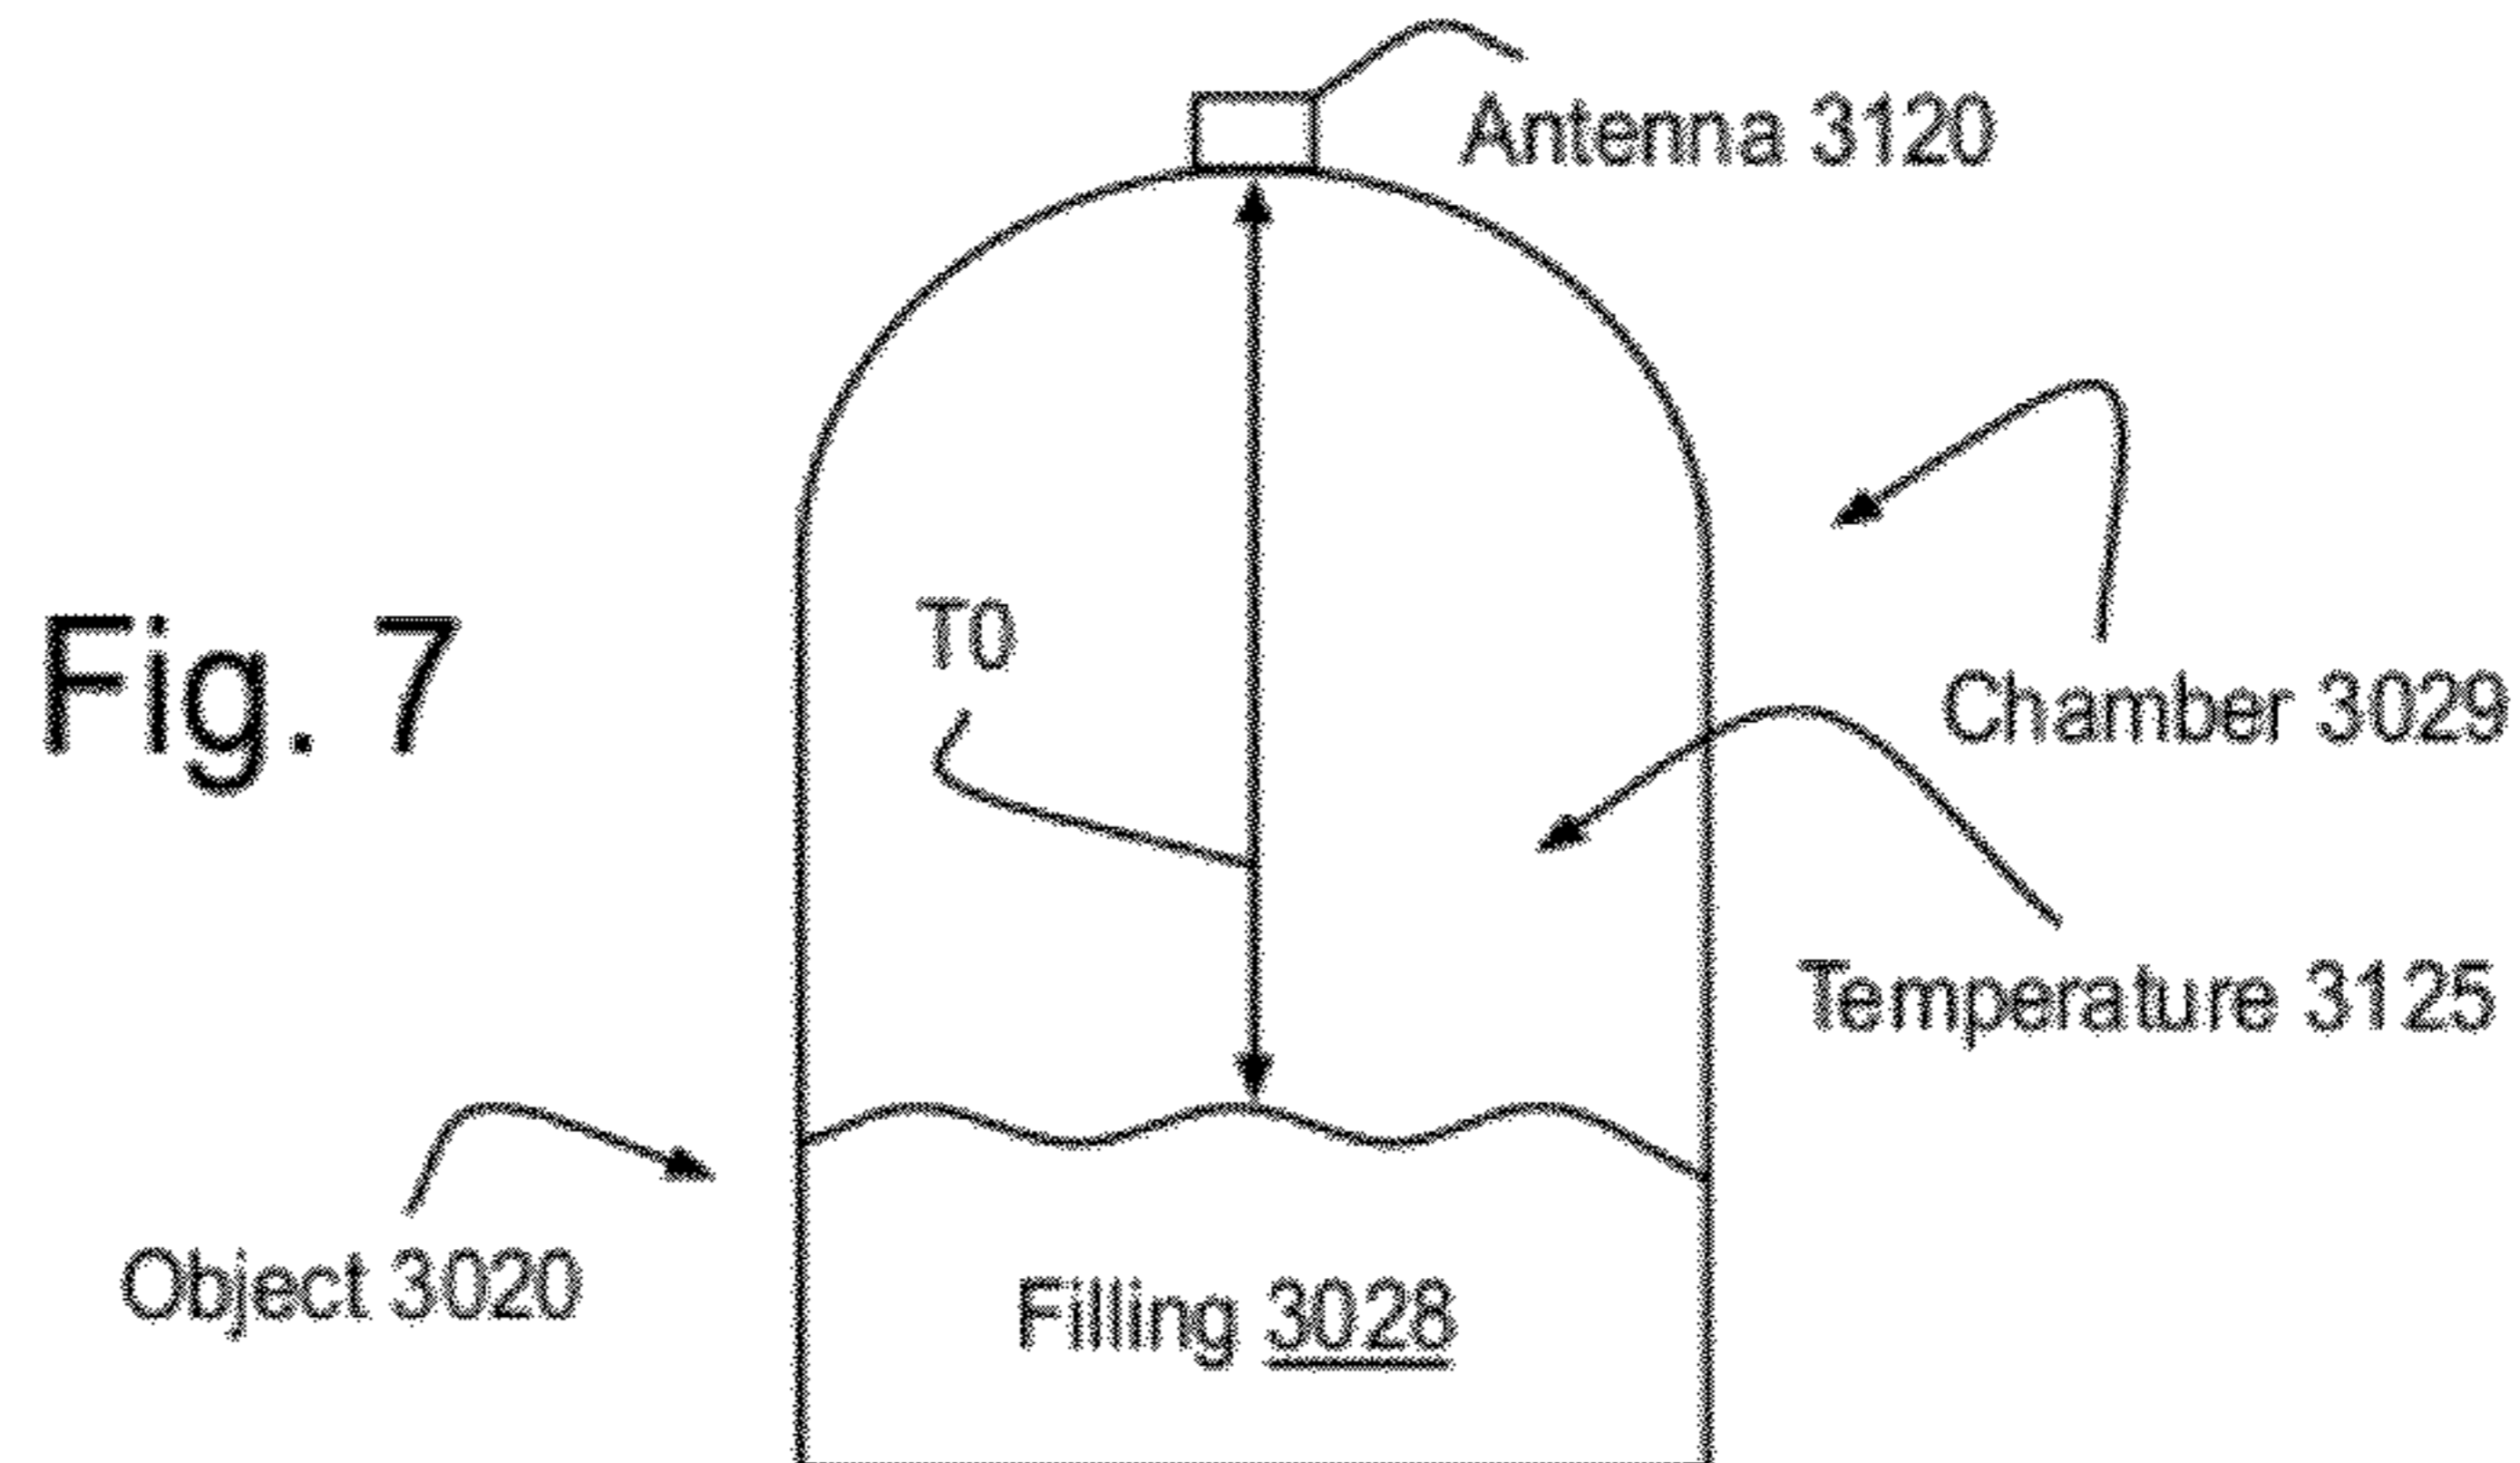 Antenna 3120
T0
Fig. 7
Chamber 3029
Temperature 3125
Object 3020
Filling 3028